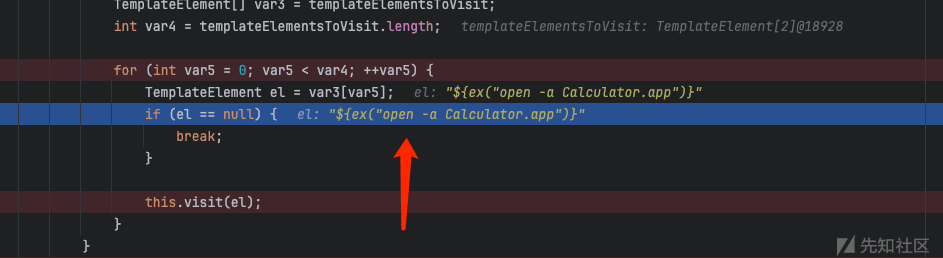 TemplateElement[] var3 = templateElementsToVisit;
int var4 = templateElementsToVisit.length; templateElementsToVisit: TemplateElement[2]@18928
for (int var5 = 0; var5 < var4; ++var5) {
TemplateElement el = var3[var5]; el: "${ex("open -a Calculator.app")}"
if (el == null) { el: "${ex("open -a Calculator.app")}"
break;
}
this.visit(el);
}
}
先知社区